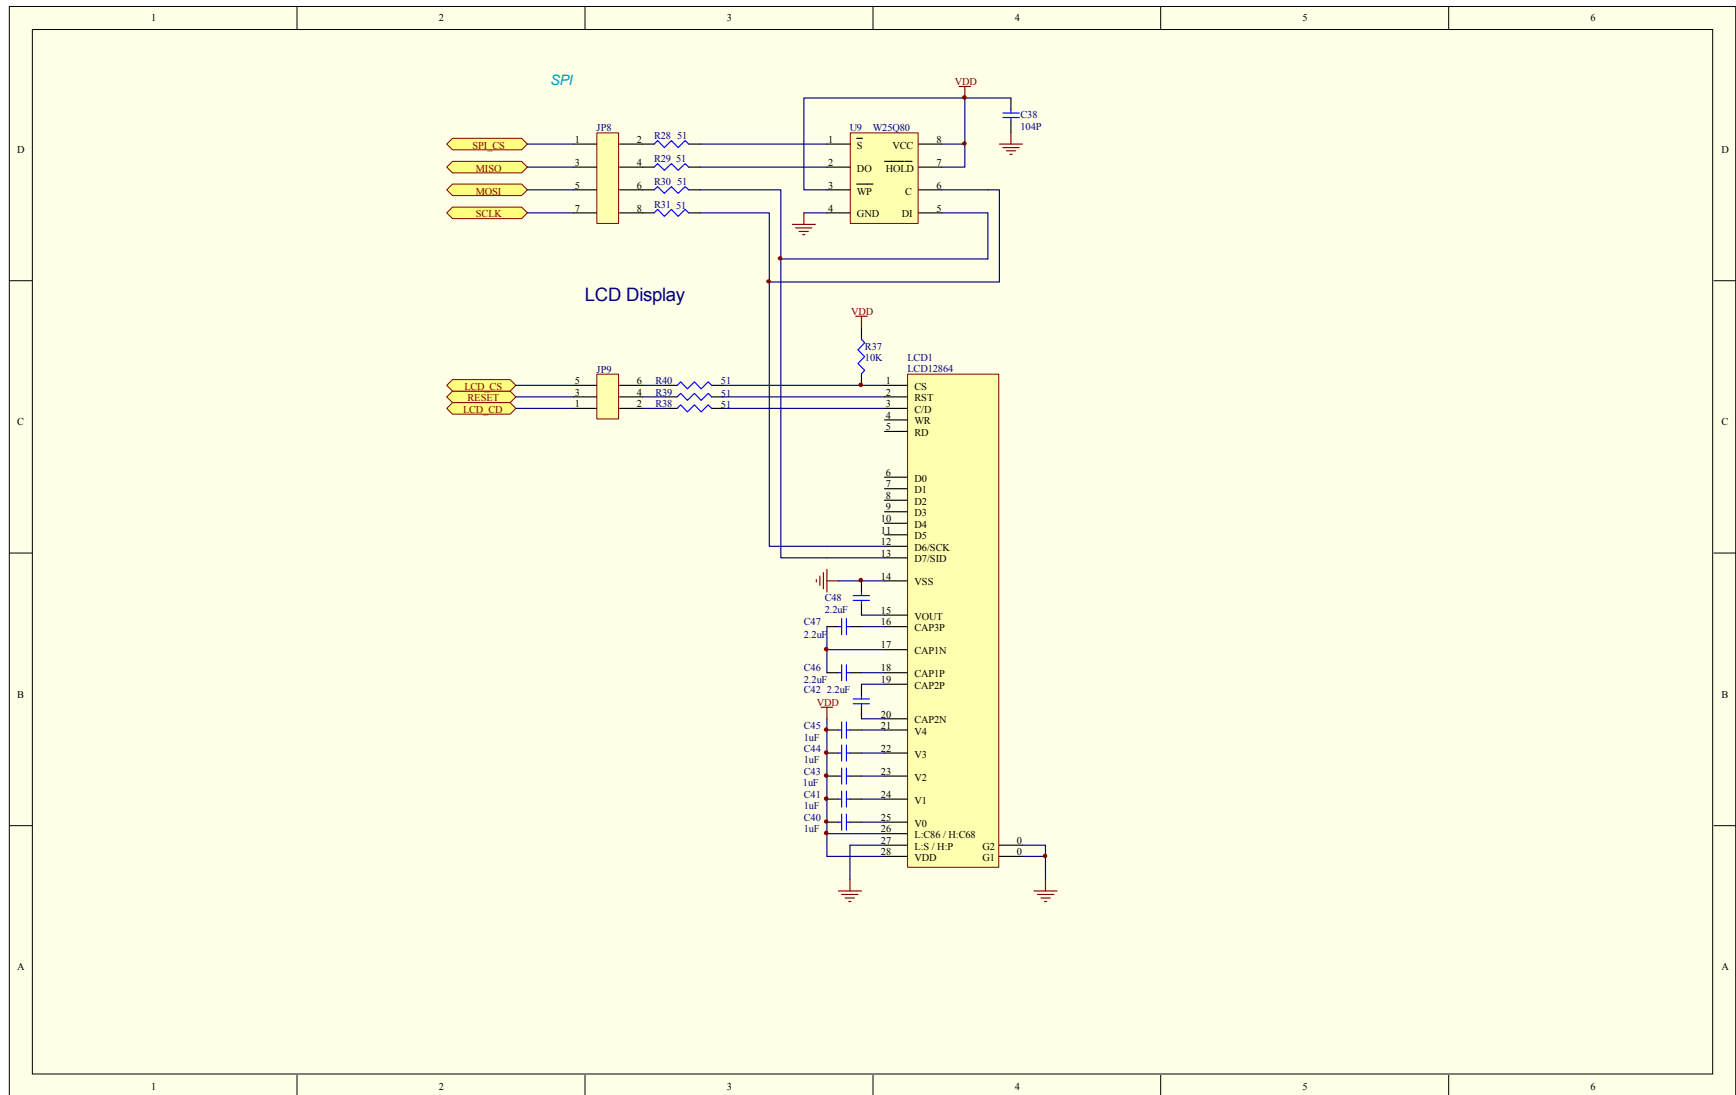 1 2 3 4 5 6
SPI
VDD
C38
104P
JP8
U9 W25Q80
D D
SPI_CS 1 2 R28 51 1 S VCC 8
MISO 3 4 R29 51 2 DO HOLD 7
MOSI 5 6 R30 51 3 WP C 6
SCLK 7 8 R31 51 4 GND DI 5
LCD Display
VDD
R37
10K
LCD1
LCD12864
JP9
LCD_CS 5 6 R40 51 1 CS
RESET 3 4 R39 51 2 RST
LCD_CD 1 2 R38 51 3 C/D
C C
4 WR
5 RD
6 D0
7 D1
8 D2
9 D3
10 D4
11 D5
12 D6/SCK
13 D7/SID
14 VSS
C48
2.2uF
15 VOUT
C47
2.2uF
16 CAP3P
17 CAP1N
C46
2.2uF
18 CAP1P
C42 2.2uF
19 CAP2P
B B
VDD
20 CAP2N
C45
1uF
21 V4
C44
1uF
22 V3
C43
1uF
23 V2
C41
1uF
24 V1
C40
1uF
25 V0
26 L:C86 / H:C68
27 L:S / H:P G2 0
28 VDD G1 0
A A
1 2 3 4 5 6